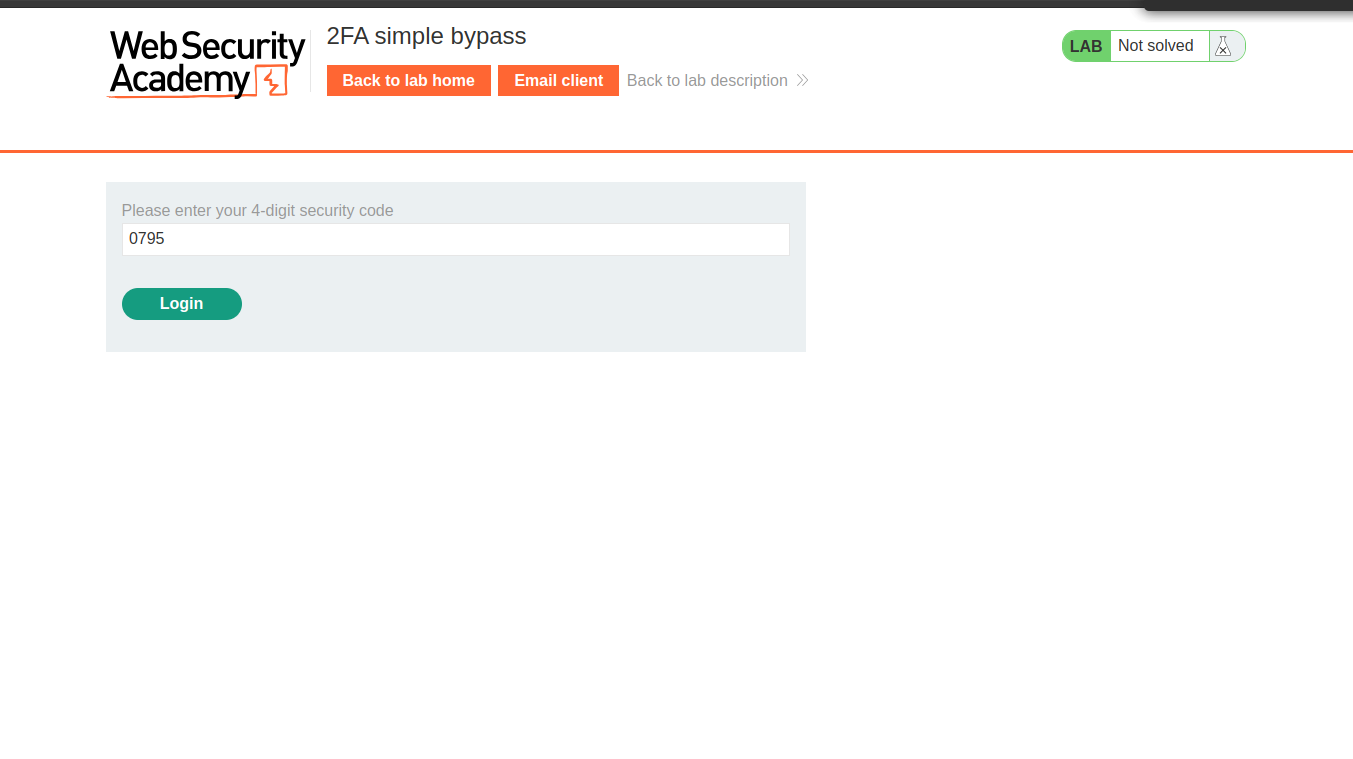 Web Security
Academy
2FA simple bypass
Back to lab home
Email client
Back to lab description
LAB
Not solved
Please enter your 4-digit security code
0795
Login